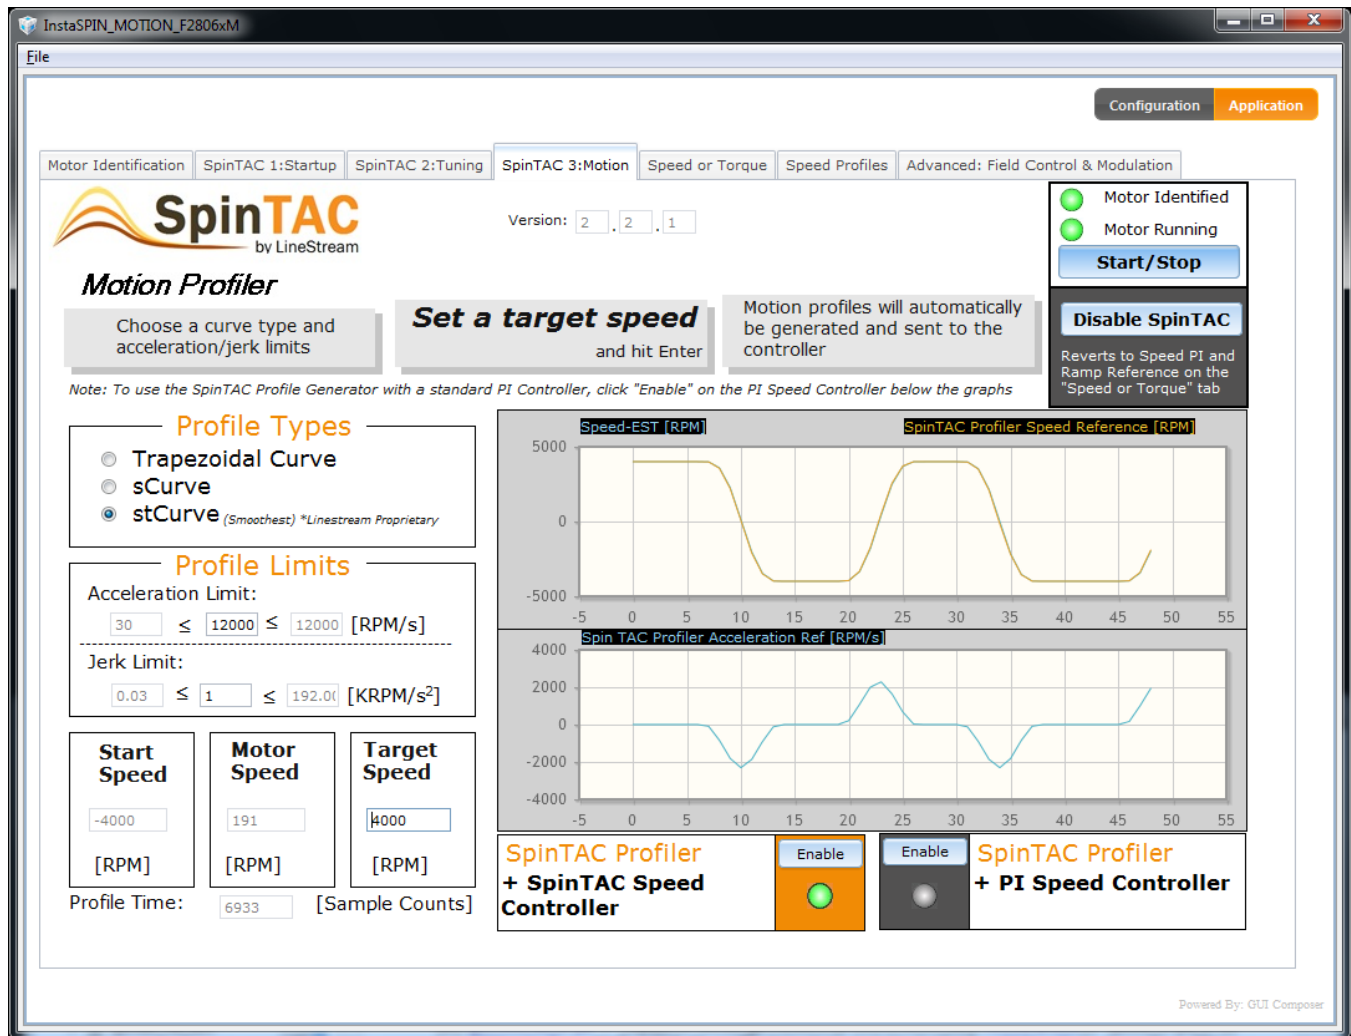 InstaSPIN_MOTION_F2806xM
File
Configuration Application
Motor Identification SpinTAC 1:Startup SpinTAC 2:Tuning SpinTAC 3:Motion Speed or Torque Speed Profiles Advanced: Field Control & Modulation
SpinTAC
by LineStream
Version: 2 . 2 . 1
Motor Identified
Motor Running
Start/Stop
Motion Profiler
Choose a curve type and
acceleration/jerk limits
Set a target speed
and hit Enter
Motion profiles will automatically
be generated and sent to the
controller
Disable SpinTAC
Reverts to Speed PI and
Ramp Reference on the
"Speed or Torque" tab
Note: To use the SpinTAC Profile Generator with a standard PI Controller, click "Enable" on the PI Speed Controller below the graphs
Profile Types
Trapezoidal Curve
sCurve
stCurve (Smoothest) *Linestream Proprietary
Profile Limits
Acceleration Limit:
30 ≤ 12000 ≤ 12000 [RPM/s]
Jerk Limit:
0.03 ≤ 1 ≤ 192.0 [KRPM/s²]
Start
Speed
-4000
[RPM]
Motor
Speed
191
[RPM]
Target
Speed
4000
[RPM]
Profile Time: 6933 [Sample Counts]
Speed-EST [RPM] SpinTAC Profiler Speed Reference [RPM]
5000
0
-5000
-5 0 5 10 15 20 25 30 35 40 45 50 55
Spin TAC Profiler Acceleration Ref [RPM/s]
4000
2000
0
-2000
-4000
-5 0 5 10 15 20 25 30 35 40 45 50 55
SpinTAC Profiler
+ SpinTAC Speed
Controller
Enable
Enable
SpinTAC Profiler
+ PI Speed Controller
Powered By: GUI Composer